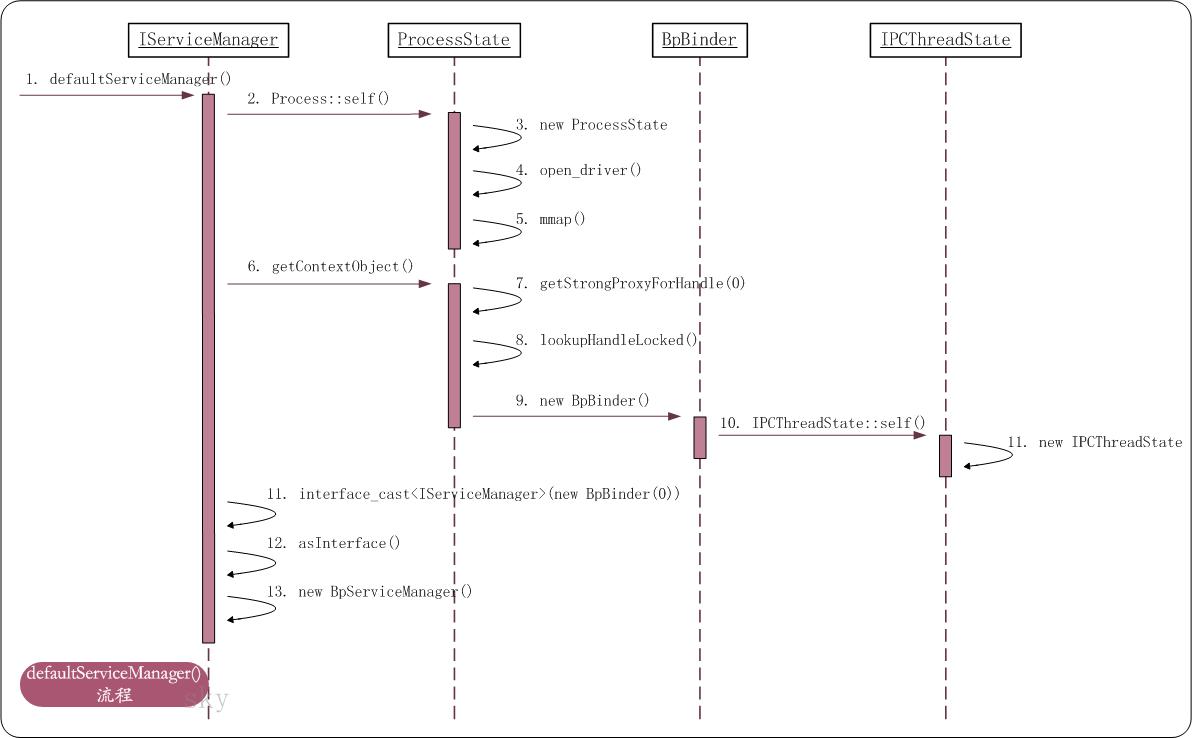 IServiceManager
ProcessState
BpBinder
IPCThreadState
1. defaultServiceManager()
2. Process::self()
3. new ProcessState
4. open_driver()
5. mmap()
6. getContextObject()
7. getStrongProxyForHandle(0)
8. lookupHandleLocked()
9. new BpBinder()
10. IPCThreadState::self()
11. new IPCThreadState
11. interface_cast<IServiceManager>(new BpBinder(0))
12. asInterface()
13. new BpServiceManager()
defaultServiceManager()
流程
sky